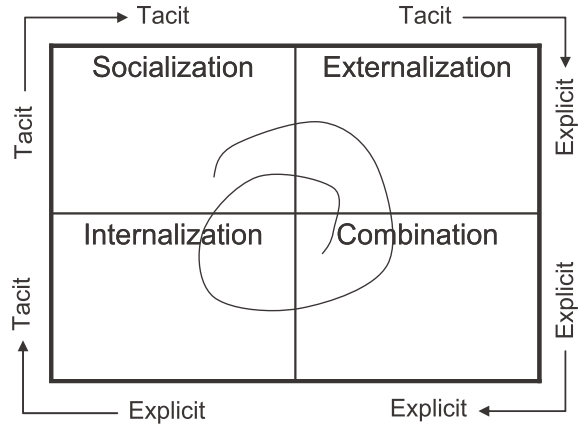 Tacit
Tacit
Socialization
Externalization
Tacit
Explicit
Internalization
Combination
Tacit
Explicit
Explicit
Explicit